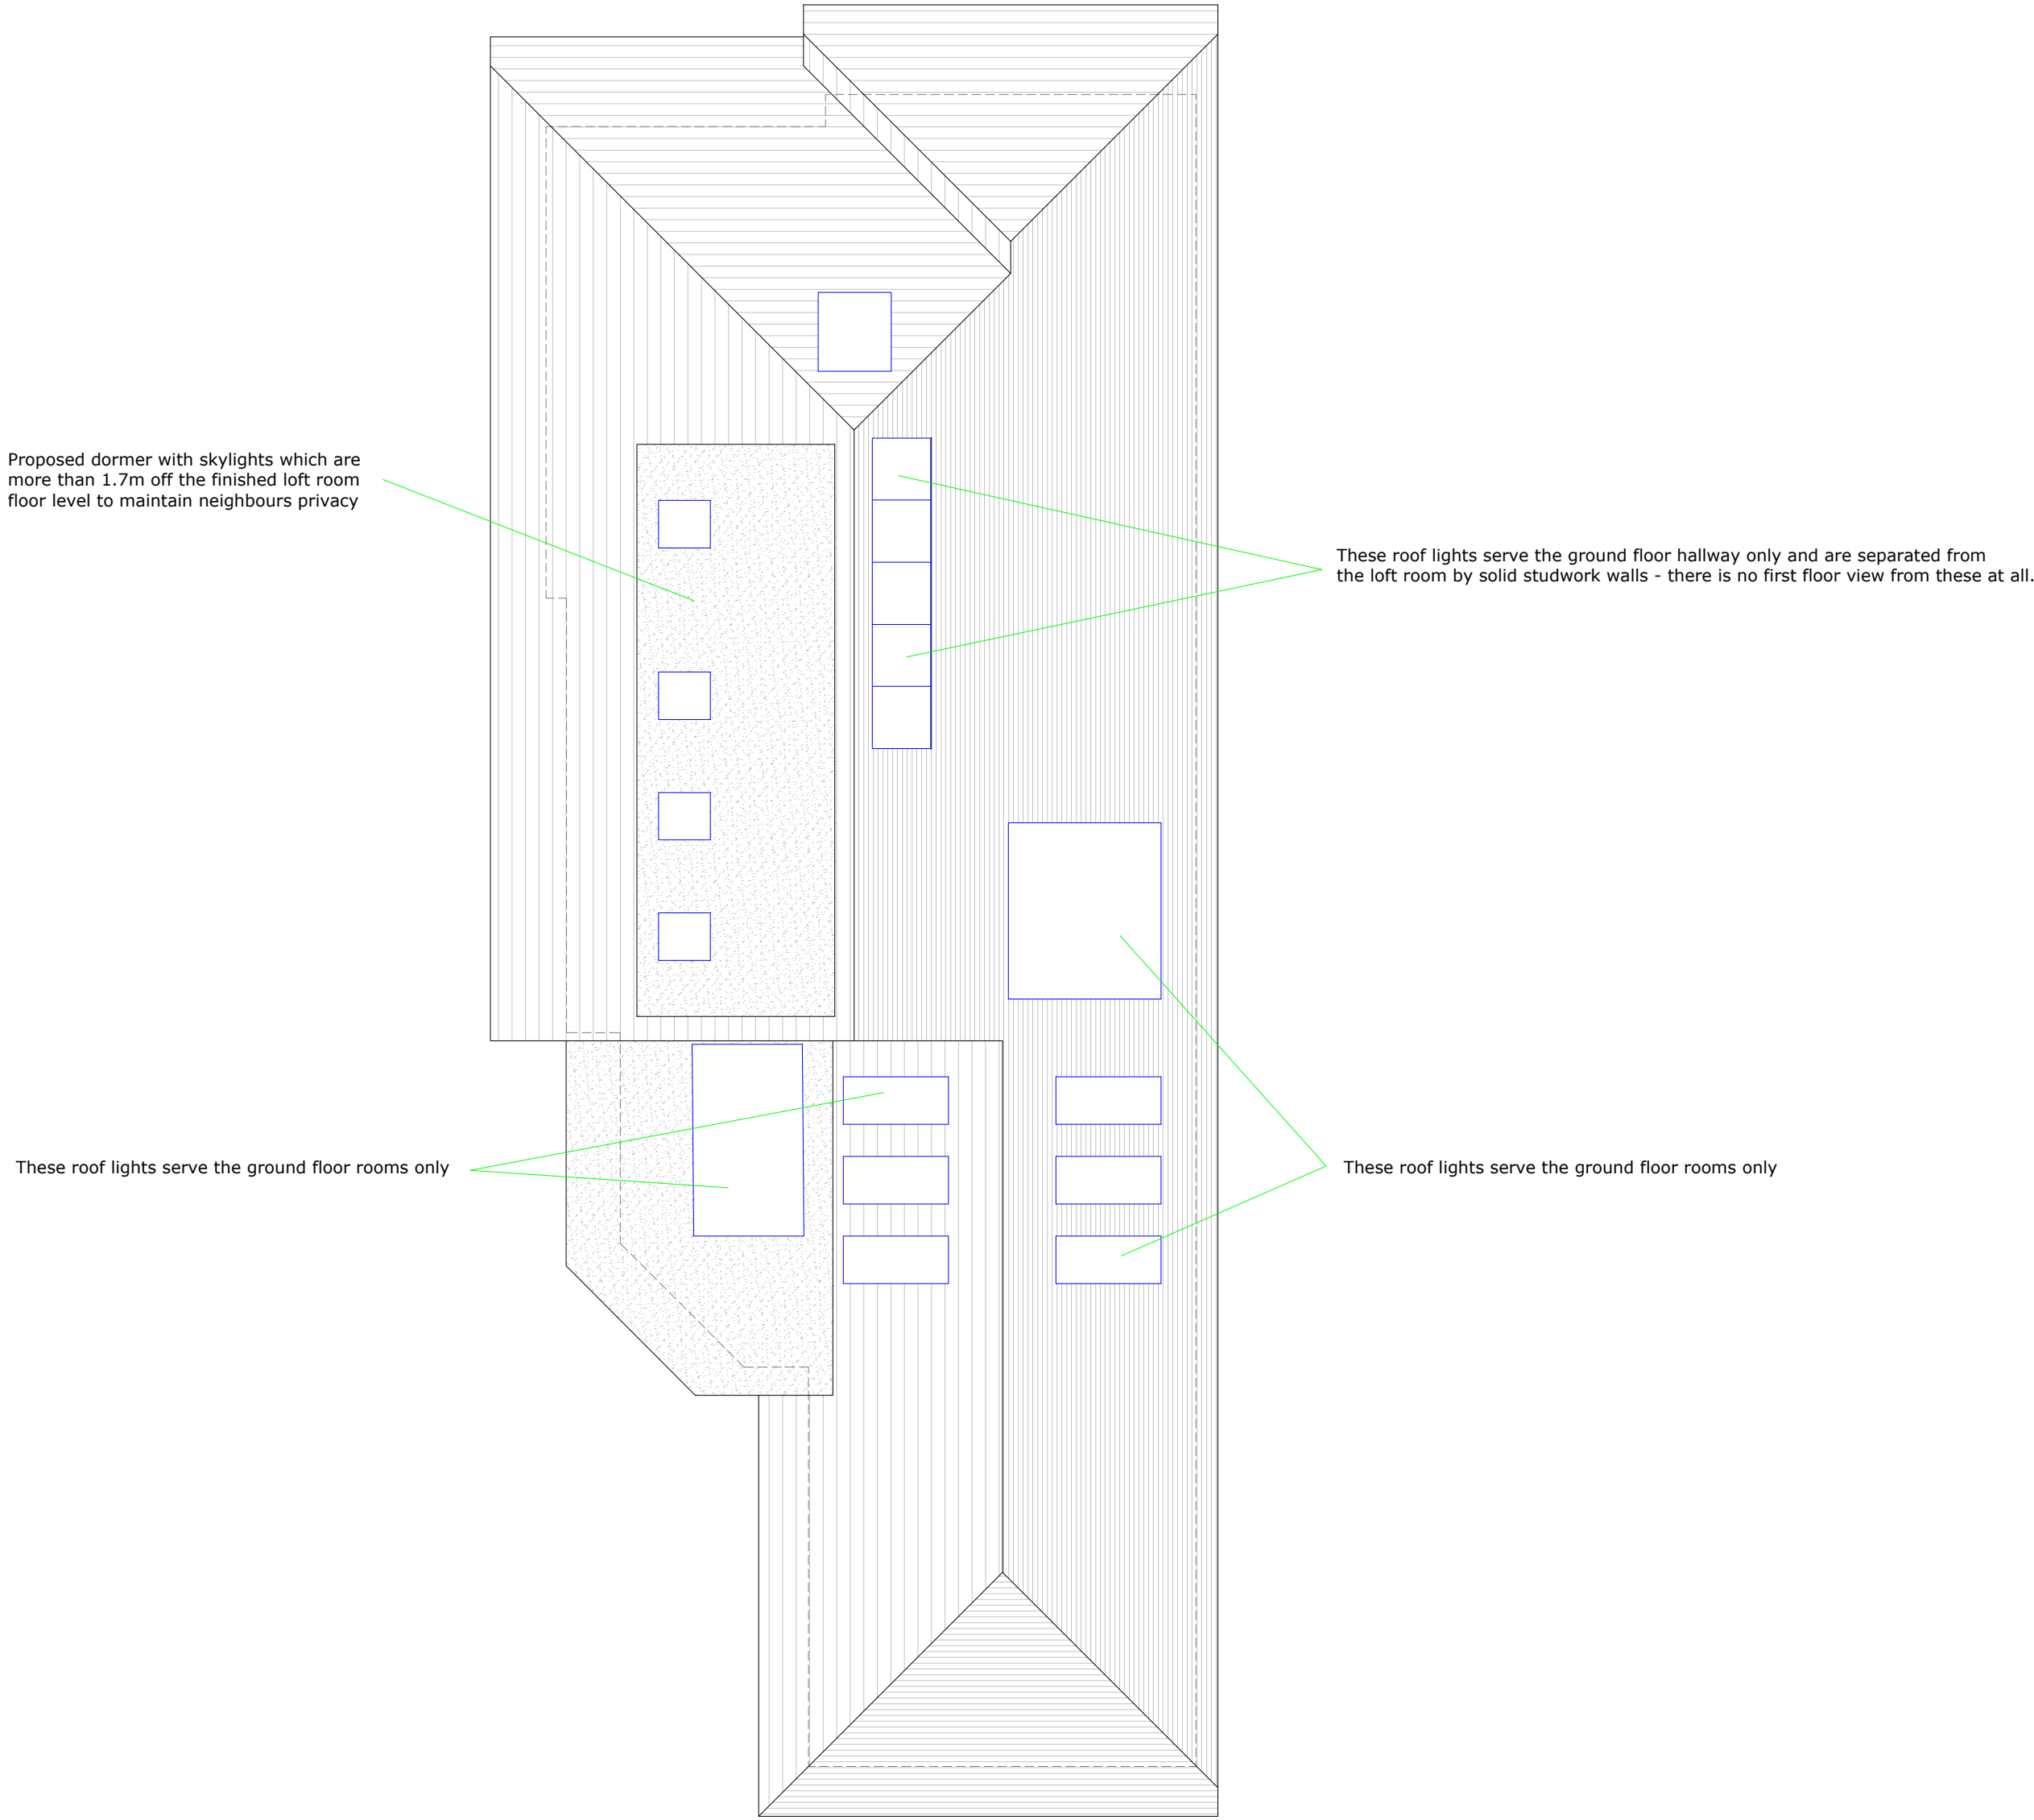 Proposed dormer with skylights which are
more than 1.7m off the finished loft room
floor level to maintain neighbours privacy
These roof lights serve the ground floor hallway only and are separated from
the loft room by solid studwork walls - there is no first floor view from these at all.
These roof lights serve the ground floor rooms only
These roof lights serve the ground floor rooms only